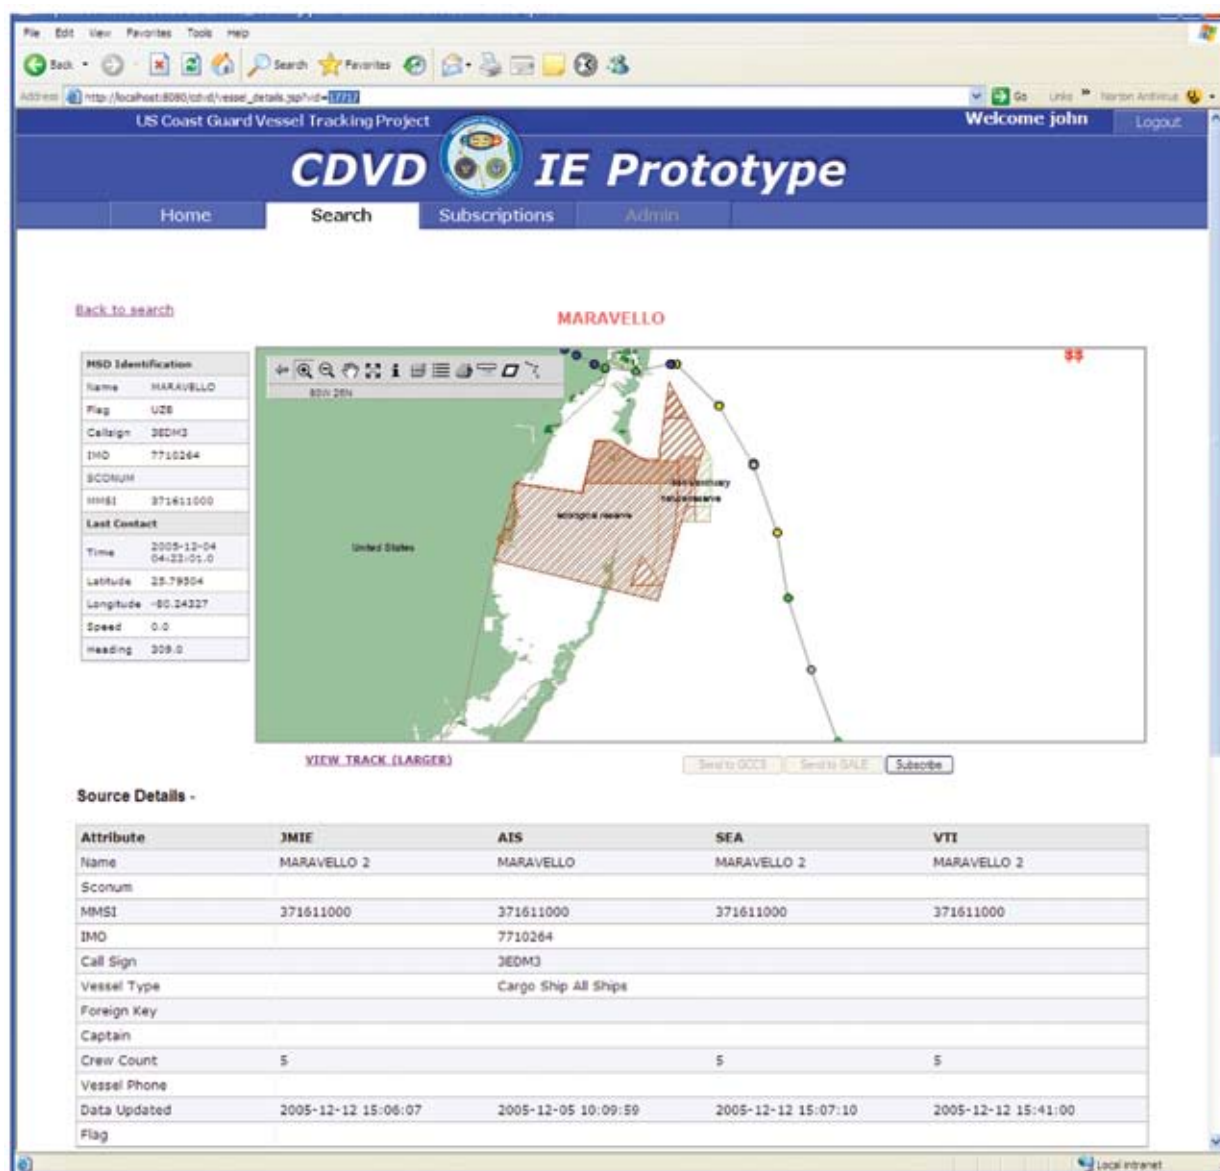 File Edit View Favorites Tools Help
Back Search Favorites
Address http://localhost:8080/cdvd/vessel_details.jsp?vid=17717 Go Links Norton Antivirus
US Coast Guard Vessel Tracking Project Welcome john Logout
CDVD IE Prototype
Home Search Subscriptions Admin
Back to search
MARAVELLO
MSD Identification
Name MARAVELLO
Flag UZB
Callsign 3EDM3
IMO 7710264
SCONUM
MMSI 371611000
Last Contact
Time 2005-12-04
04:22:01.0
Latitude 25.79504
Longitude -80.24327
Speed 0.0
Heading 309.0
80W 26N
$$
nature reserve
ecological reserve
United States
VIEW TRACK (LARGER) Send to GCCS Send to GALE Subscribe
Source Details -
Attribute JMIE AIS SEA VTI
Name MARAVELLO 2 MARAVELLO MARAVELLO 2 MARAVELLO 2
Sconum
MMSI 371611000 371611000 371611000 371611000
IMO 7710264
Call Sign 3EDM3
Vessel Type Cargo Ship All Ships
Foreign Key
Captain
Crew Count 5 5 5
Vessel Phone
Data Updated 2005-12-12 15:06:07 2005-12-05 10:09:59 2005-12-12 15:07:10 2005-12-12 15:41:00
Flag
Local intranet